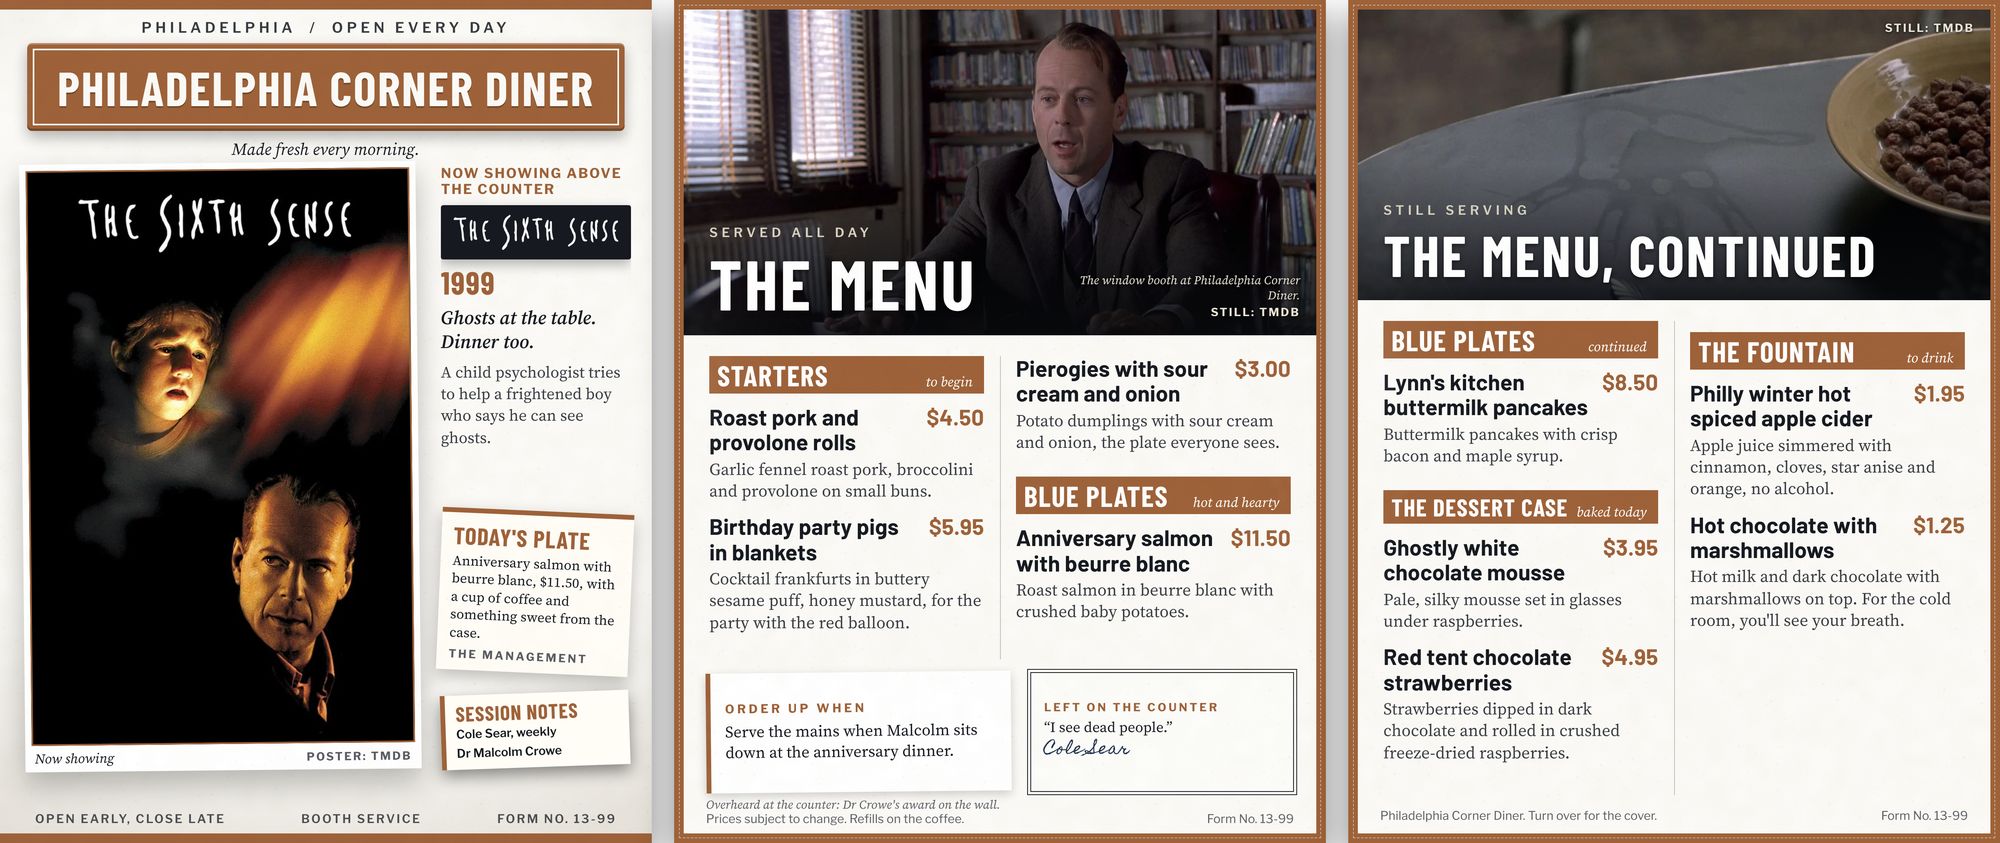 PHILADELPHIA / OPEN EVERY DAY
PHILADELPHIA CORNER DINER
Made fresh every morning.
THE SIXTH SENSE
Now showing
POSTER: TMDB
NOW SHOWING ABOVE
THE COUNTER
THE SIXTH SENSE
1999
Ghosts at the table.
Dinner too.
A child psychologist tries
to help a frightened boy
who says he can see
ghosts.
TODAY'S PLATE
Anniversary salmon with
beurre blanc, $11.50, with
a cup of coffee and
something sweet from the
case.
THE MANAGEMENT
SESSION NOTES
Cole Sear, weekly
Dr Malcolm Crowe
OPEN EARLY, CLOSE LATE
BOOTH SERVICE
FORM NO. 13-99
SERVED ALL DAY
THE MENU
The window booth at Philadelphia Corner
Diner.
STILL: TMDB
STARTERS to begin
Roast pork and $4.50
provolone rolls
Garlic fennel roast pork, broccolini
and provolone on small buns.
Birthday party pigs $5.95
in blankets
Cocktail frankfurts in buttery
sesame puff, honey mustard, for the
party with the red balloon.
Pierogies with sour $3.00
cream and onion
Potato dumplings with sour cream
and onion, the plate everyone sees.
BLUE PLATES hot and hearty
Anniversary salmon $11.50
with beurre blanc
Roast salmon in beurre blanc with
crushed baby potatoes.
ORDER UP WHEN
Serve the mains when Malcolm sits
down at the anniversary dinner.
LEFT ON THE COUNTER
“I see dead people.”
Cole Sear
Overheard at the counter: Dr Crowe's award on the wall.
Prices subject to change. Refills on the coffee.
Form No. 13-99
STILL: TMDB
STILL SERVING
THE MENU, CONTINUED
BLUE PLATES continued
Lynn's kitchen $8.50
buttermilk pancakes
Buttermilk pancakes with crisp
bacon and maple syrup.
THE DESSERT CASE baked today
Ghostly white $3.95
chocolate mousse
Pale, silky mousse set in glasses
under raspberries.
Red tent chocolate $4.95
strawberries
Strawberries dipped in dark
chocolate and rolled in crushed
freeze-dried raspberries.
THE FOUNTAIN to drink
Philly winter hot $1.95
spiced apple cider
Apple juice simmered with
cinnamon, cloves, star anise and
orange, no alcohol.
Hot chocolate with $1.25
marshmallows
Hot milk and dark chocolate with
marshmallows on top. For the cold
room, you'll see your breath.
Philadelphia Corner Diner. Turn over for the cover.
Form No. 13-99